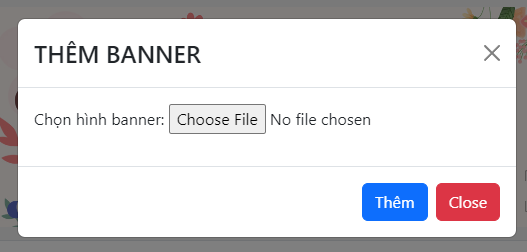 THÊM BANNER
Chọn hình banner: Choose File No file chosen
Thêm Close